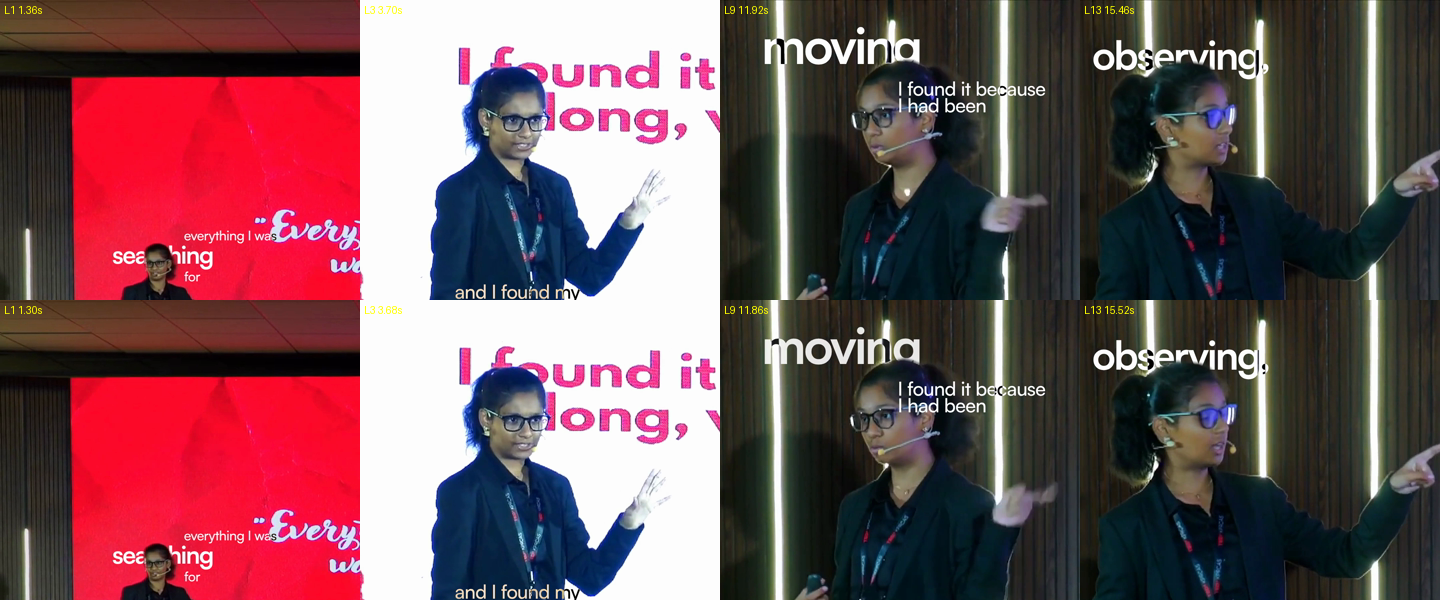 L1 1.36s
everything I was
searching
for
“Every
L3 3.70s
I found it
long,
and I found my
L9 11.92s
moving
I found it because
I had been
L13 15.46s
observing,
L1 1.30s
everything I was
searching
for
“Every
L3 3.68s
I found it
long,
and I found my
L9 11.86s
moving
I found it because
I had been
L13 15.52s
observing,